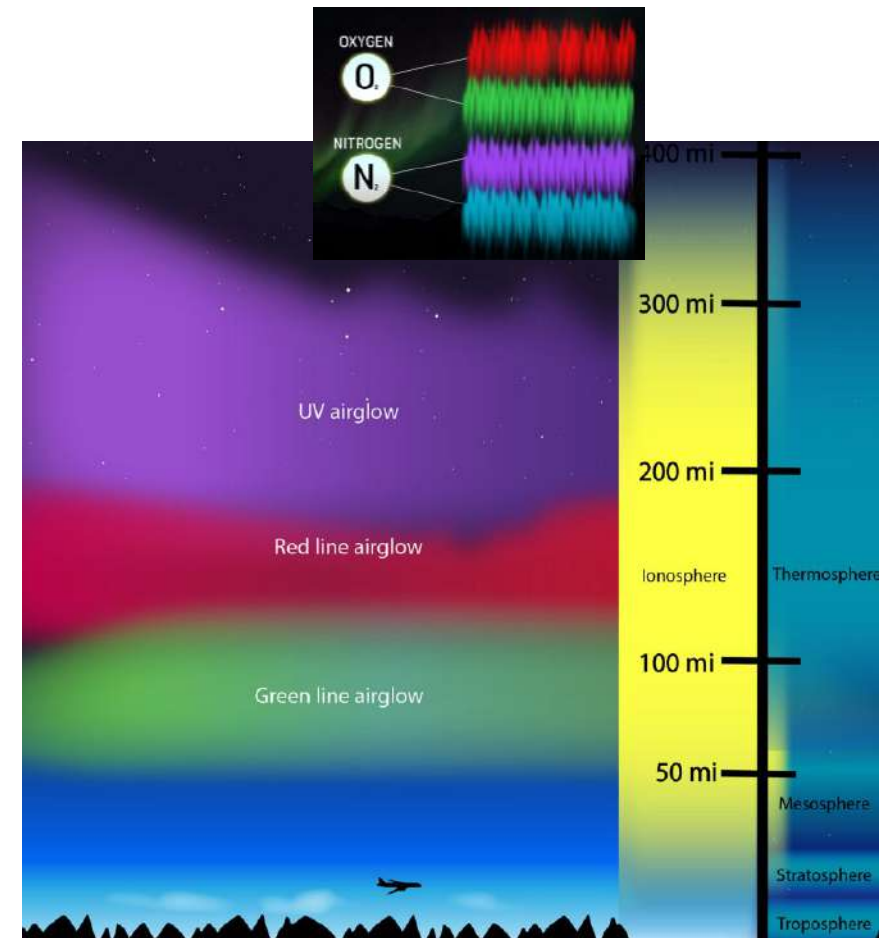 OXYGEN
O₂
NITROGEN
N₂
400 mi
300 mi
UV airglow
200 mi
Red line airglow
Ionosphere
Thermosphere
100 mi
Green line airglow
50 mi
Mesosphere
Stratosphere
Troposphere